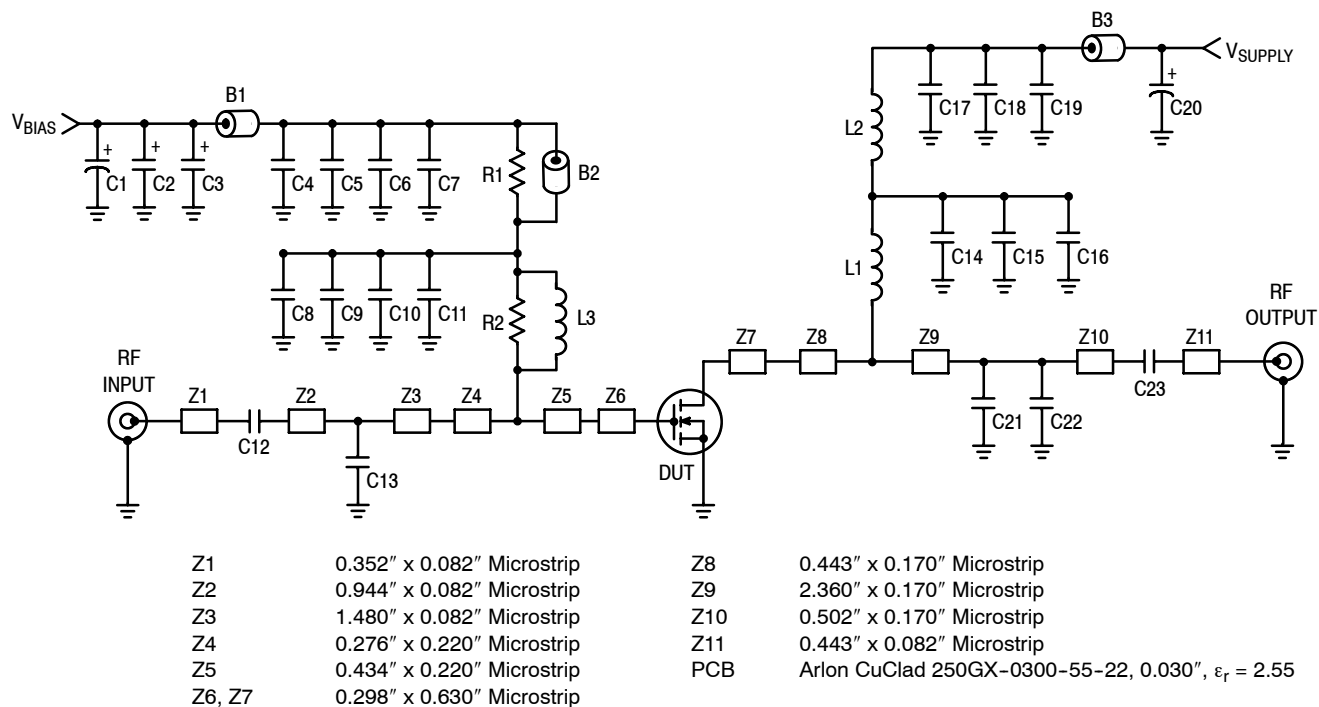 B3
V_SUPPLY
B1
C17
C18
C19
+
C20
L2
V_BIAS
+
+
+
C1
C2
C3
C4
C5
C6
C7
R1
B2
L1
C14
C15
C16
C8
C9
C10
C11
R2
L3
RF
OUTPUT
RF
INPUT
Z7
Z8
Z9
Z10
Z11
C23
C21
C22
Z1
Z2
Z3
Z4
Z5
Z6
C12
C13
DUT
Z1 0.352″ x 0.082″ Microstrip
Z2 0.944″ x 0.082″ Microstrip
Z3 1.480″ x 0.082″ Microstrip
Z4 0.276″ x 0.220″ Microstrip
Z5 0.434″ x 0.220″ Microstrip
Z6, Z7 0.298″ x 0.630″ Microstrip
Z8 0.443″ x 0.170″ Microstrip
Z9 2.360″ x 0.170″ Microstrip
Z10 0.502″ x 0.170″ Microstrip
Z11 0.443″ x 0.082″ Microstrip
PCB Arlon CuClad 250GX-0300-55-22, 0.030″, εr = 2.55